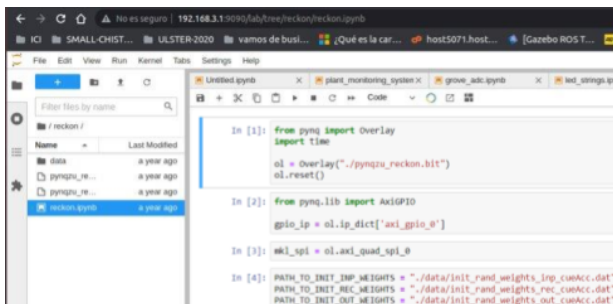 No es seguro | 192.168.3.1:9090/lab/tree/reckon/reckon.ipynb
ICI SMALL-CHIST... ULSTER-2020 vamos de busi... ¿Qué es la car... host5071.host... [Gazebo ROS T...
File Edit View Run Kernel Tabs Settings Help
Untitled.ipynb plant_monitoring_system grove_adc.ipynb led_strings.ip
Code
Filter files by name
/ reckon /
Name Last Modified
data a year ago
pynqzu_re... a year ago
pynqzu_re... a year ago
reckon.ipynb a year ago
In [1]: from pynq import Overlay
import time
ol = Overlay("./pynqzu_reckon.bit")
ol.reset()
In [2]: from pynq.lib import AxiGPIO
gpio_ip = ol.ip_dict['axi_gpio_0']
In [3]: mkl_spi = ol.axi_quad_spi_0
In [4]: PATH_TO_INIT_INP_WEIGHTS = "./data/init_rand_weights_inp_cueAcc.dat"
PATH_TO_INIT_REC_WEIGHTS = "./data/init_rand_weights_rec_cueAcc.dat
PATH_TO_INIT_OUT_WEIGHTS = "./data/init_rand_weights_out_cueAcc.dat